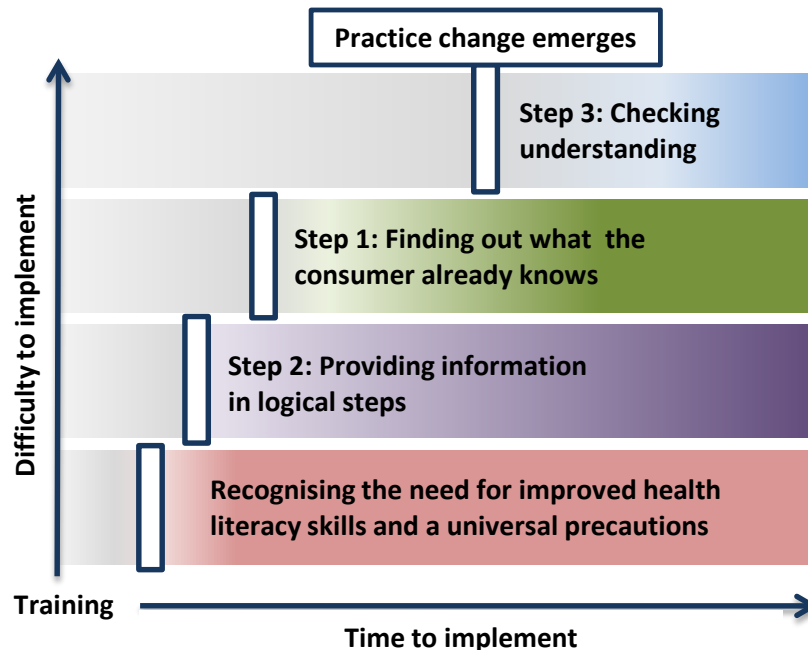 Practice change emerges
Step 3: Checking
understanding
Step 1: Finding out what the
consumer already knows
Step 2: Providing information
in logical steps
Recognising the need for improved health
literacy skills and a universal precautions
Difficulty to implement
Training
Time to implement